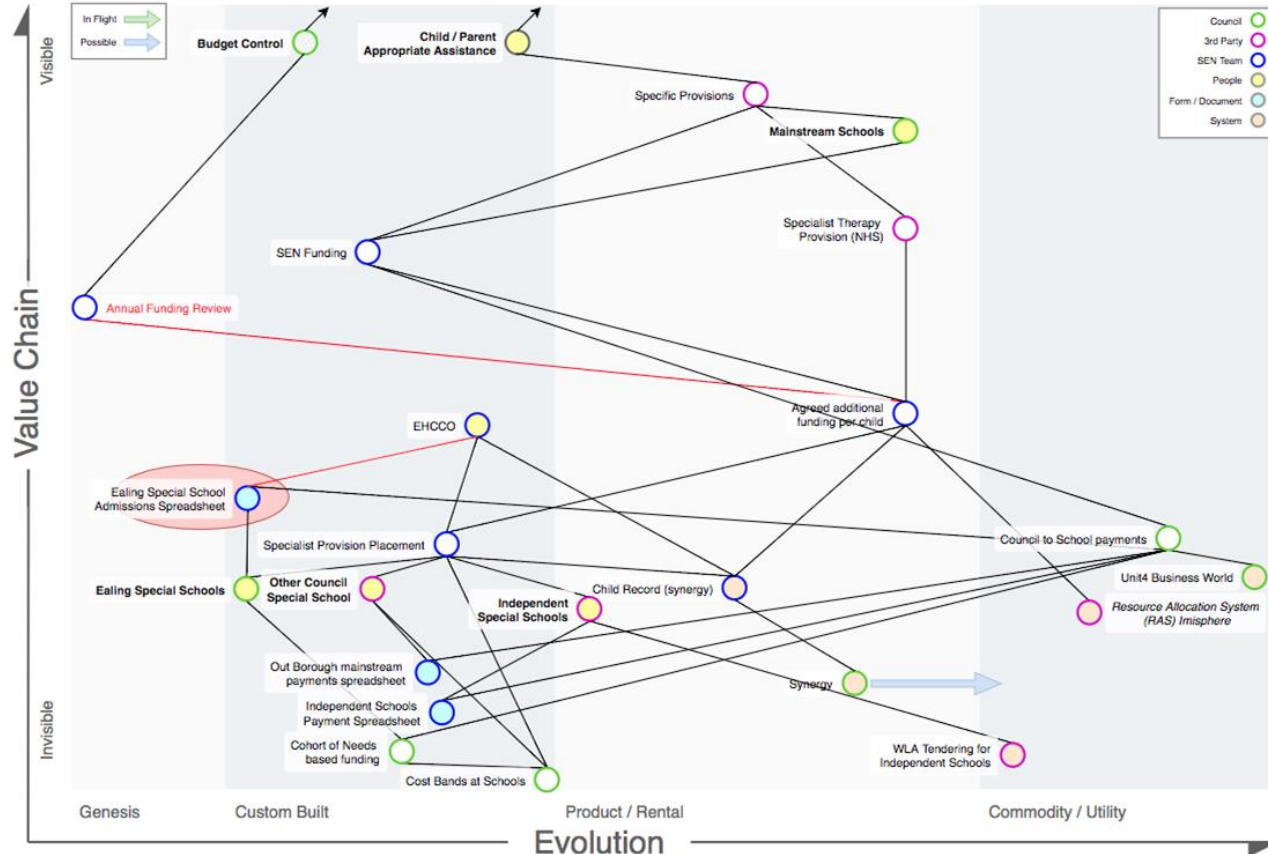 In Flight
Possible
Budget Control
Child / Parent
Appropriate Assistance
Council
3rd Party
SEN Team
People
Form / Document
System
Visible
Specific Provisions
Mainstream Schools
Specialist Therapy
Provision (NHS)
SEN Funding
Annual Funding Review
Value Chain
Agreed additional
funding per child
EHCCO
Ealing Special School
Admissions Spreadsheet
Specialist Provision Placement
Council to School payments
Ealing Special Schools
Other Council
Special School
Independent
Special Schools
Child Record (synergy)
Unit4 Business World
Resource Allocation System
(RAS) Imisphere
Out Borough mainstream
payments spreadsheet
Synergy
Independent Schools
Payment Spreadsheet
Invisible
Cohort of Needs
based funding
WLA Tendering for
Independent Schools
Cost Bands at Schools
Genesis
Custom Built
Product / Rental
Commodity / Utility
Evolution